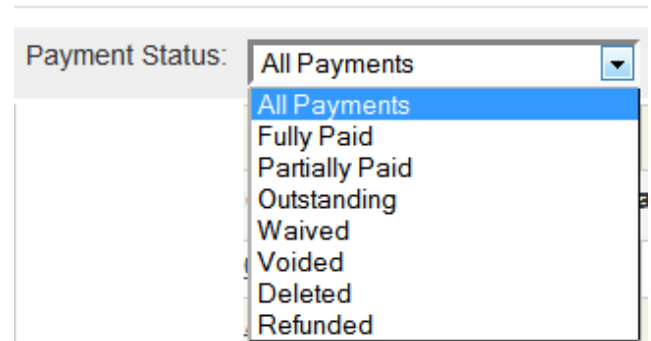 Payment Status: All Payments
All Payments
Fully Paid
Partially Paid
Outstanding
Waived
Voided
Deleted
Refunded